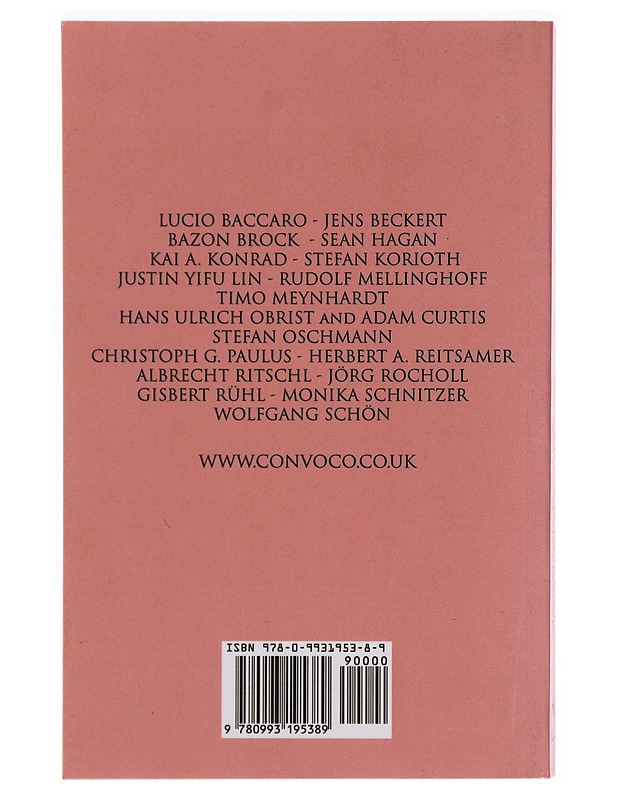 LUCIO BACCARO - JENS BECKERT
BAZON BROCK - SEAN HAGAN
KAI A. KONRAD - STEFAN KORIOTH
JUSTIN YIFU LIN - RUDOLF MELLINGHOFF
TIMO MEYNHARDT
HANS ULRICH OBRIST AND ADAM CURTIS
STEFAN OSCHMANN
CHRISTOPH G. PAULUS - HERBERT A. REITSAMER
ALBRECHT RITSCHL - JÖRG ROCHOLL
GISBERT RÜHL - MONIKA SCHNITZER
WOLFGANG SCHÖN
WWW.CONVOCO.CO.UK
ISBN 978-0-9931953-8-9
90000
9 780993 195389